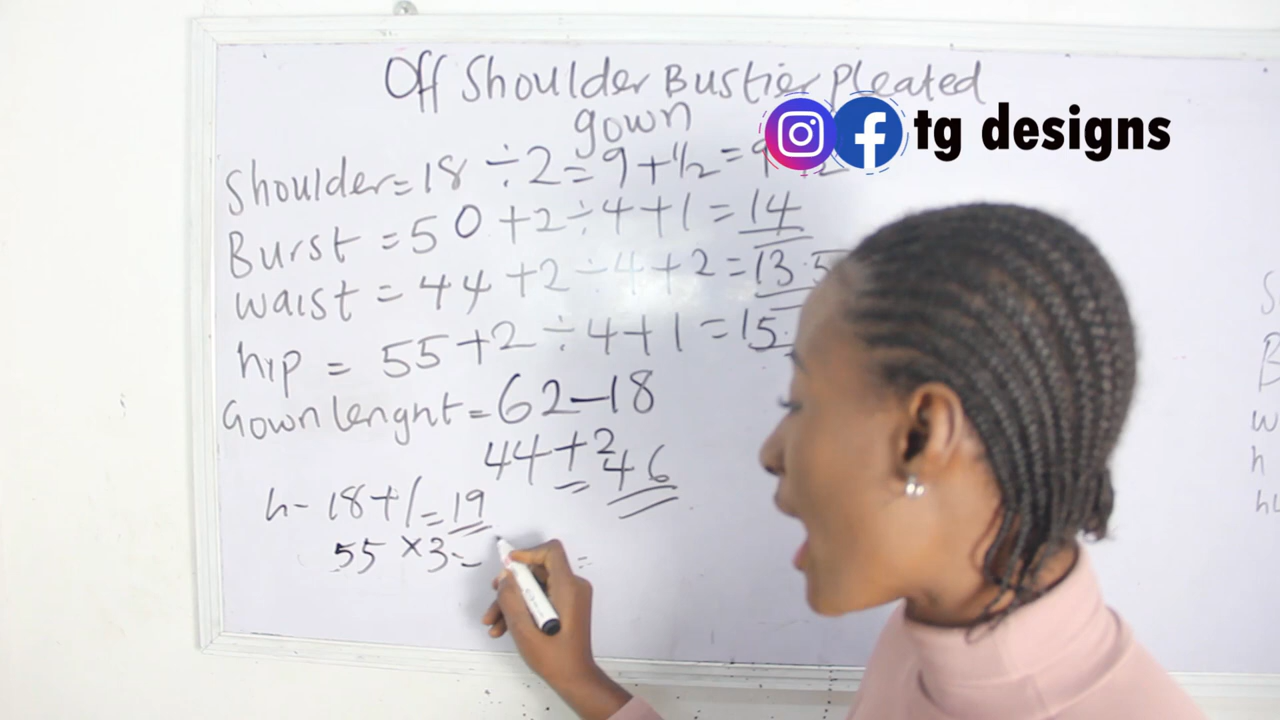 Off Shoulder Bustier Pleated
gown
tg designs
Shoulder = 18 ÷ 2 = 9 + 1/2 = 9
Burst = 50 + 2 ÷ 4 + 1 = 14
waist = 44 + 2 ÷ 4 + 2 = 13.5
hip = 55 + 2 ÷ 4 + 1 = 15.
Gown lenght = 62 - 18
44 + 2
46
h - 18 + 1 = 19
55 × 3 =
B
w
h